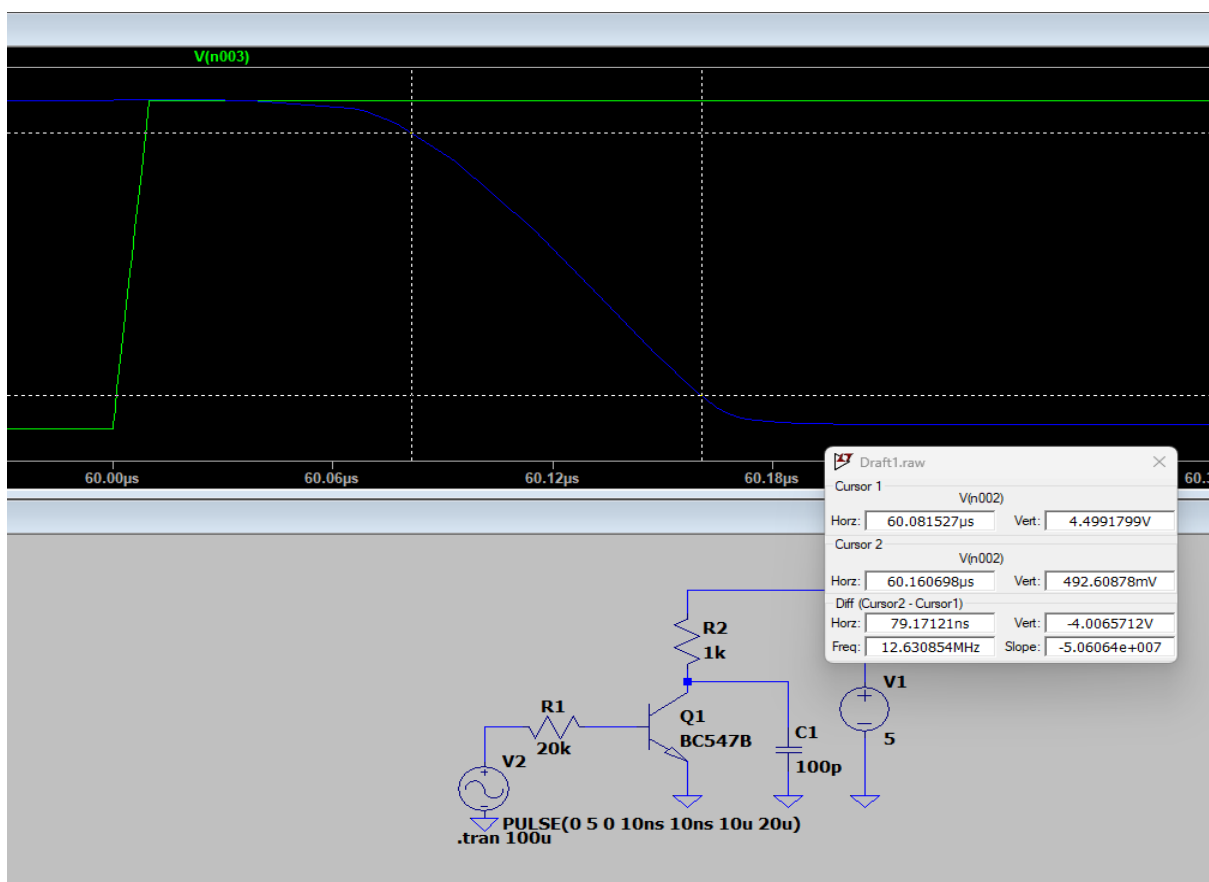 V(n003)
60.00µs
60.06µs
60.12µs
60.18µs
Draft1.raw
Cursor 1
V(n002)
Horz: 60.081527µs Vert: 4.4991799V
Cursor 2
V(n002)
Horz: 60.160698µs Vert: 492.60878mV
Diff (Cursor2 - Cursor1)
Horz: 79.17121ns Vert: -4.0065712V
Freq: 12.630854MHz Slope: -5.06064e+007
R2
1k
R1
20k
Q1
BC547B
V2
C1
100p
V1
5
PULSE(0 5 0 10ns 10ns 10u 20u)
.tran 100u